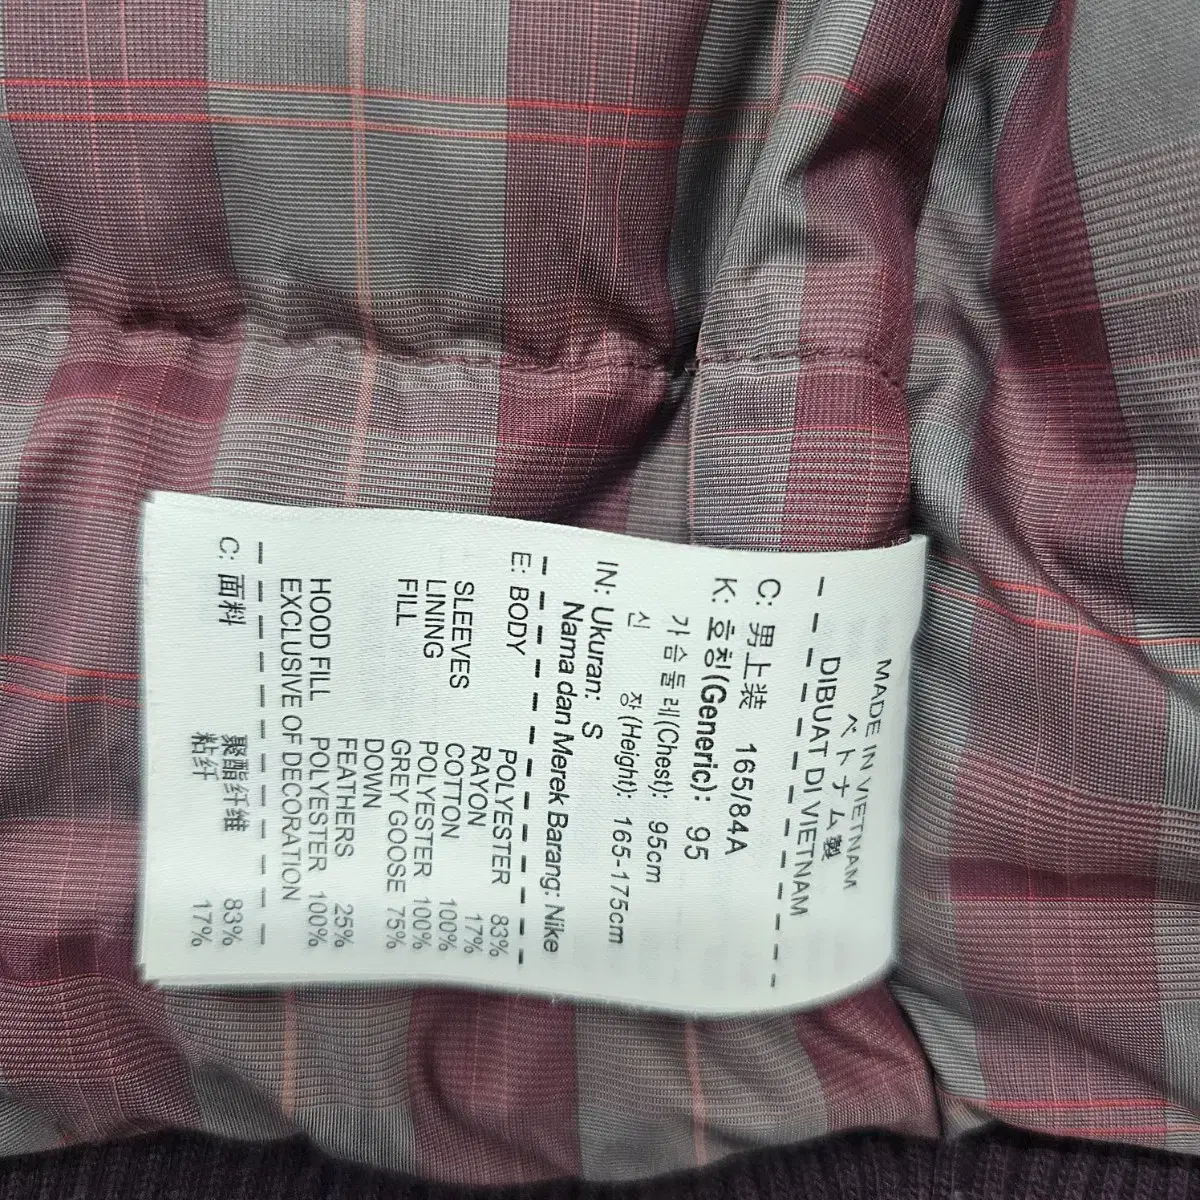 MADE IN VIETNAM
ベトナム製
DIBUAT DI VIETNAM
C: 男上装 165/84A
K: 호칭(Generic): 95
가슴둘레(Chest): 95cm
신 장(Height): 165-175cm
IN: Ukuran: S
Nama dan Merek Barang: Nike
E: BODY POLYESTER 83%
RAYON 17%
SLEEVES COTTON 100%
LINING POLYESTER 100%
FILL GREY GOOSE 75%
DOWN
FEATHERS 25%
HOOD FILL POLYESTER 100%
EXCLUSIVE OF DECORATION
C: 面料 聚酯纤维 83%
粘纤 17%